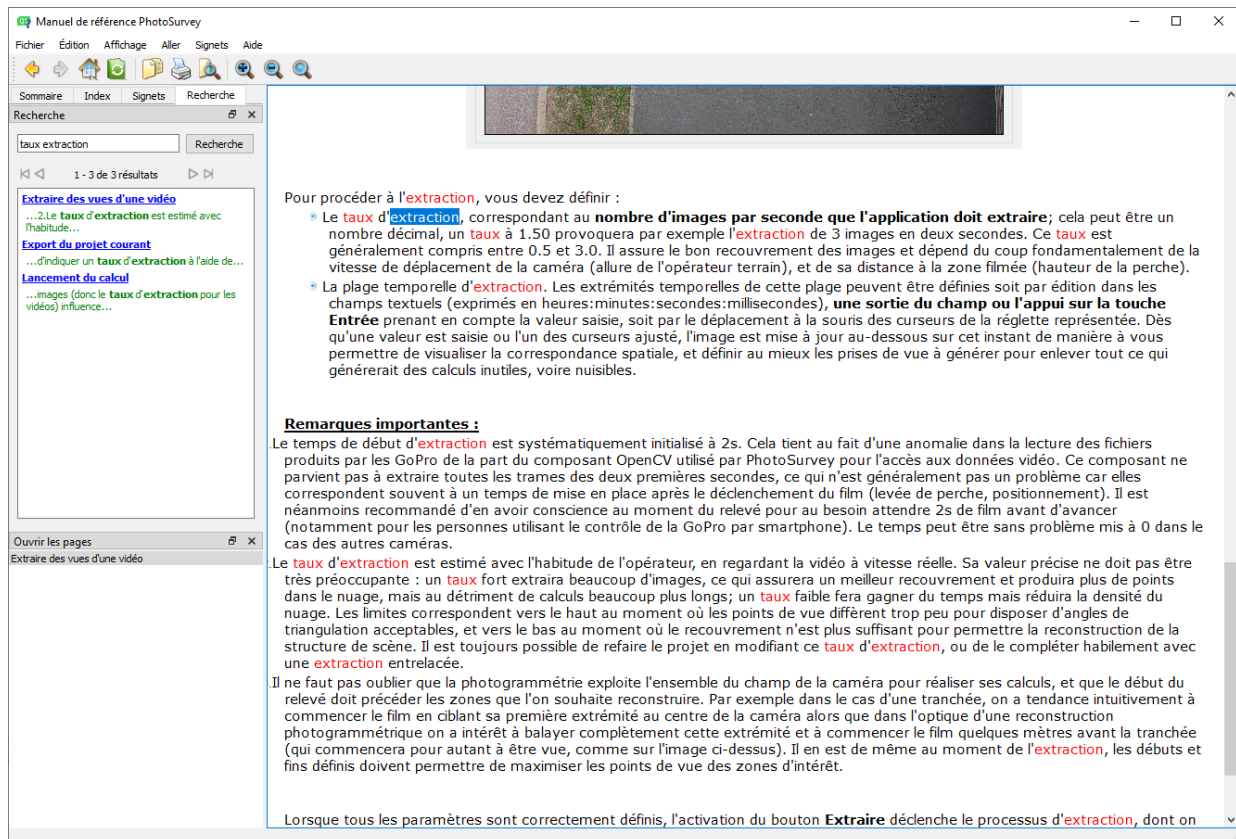 Manuel de référence PhotoSurvey
Fichier Édition Affichage Aller Signets Aide
Sommaire Index Signets Recherche
Recherche
taux extraction Recherche
1 - 3 de 3 résultats
Extraire des vues d'une vidéo
...2.Le taux d'extraction est estimé avec
l'habitude...
Export du projet courant
...d'indiquer un taux d'extraction à l'aide de...
Lancement du calcul
...images (donc le taux d'extraction pour les
vidéos) influence...
Ouvrir les pages
Extraire des vues d'une vidéo
Pour procéder à l'extraction, vous devez définir :
Le taux d'extraction, correspondant au nombre d'images par seconde que l'application doit extraire; cela peut être un
nombre décimal, un taux à 1.50 provoquera par exemple l'extraction de 3 images en deux secondes. Ce taux est
généralement compris entre 0.5 et 3.0. Il assure le bon recouvrement des images et dépend du coup fondamentalement de la
vitesse de déplacement de la caméra (allure de l'opérateur terrain), et de sa distance à la zone filmée (hauteur de la perche).
La plage temporelle d'extraction. Les extrémités temporelles de cette plage peuvent être définies soit par édition dans les
champs textuels (exprimés en heures:minutes:secondes:millisecondes), une sortie du champ ou l'appui sur la touche
Entrée prenant en compte la valeur saisie, soit par le déplacement à la souris des curseurs de la réglette représentée. Dès
qu'une valeur est saisie ou l'un des curseurs ajusté, l'image est mise à jour au-dessous sur cet instant de manière à vous
permettre de visualiser la correspondance spatiale, et définir au mieux les prises de vue à générer pour enlever tout ce qui
générerait des calculs inutiles, voire nuisibles.
Remarques importantes :
.Le temps de début d'extraction est systématiquement initialisé à 2s. Cela tient au fait d'une anomalie dans la lecture des fichiers
produits par les GoPro de la part du composant OpenCV utilisé par PhotoSurvey pour l'accès aux données vidéo. Ce composant ne
parvient pas à extraire toutes les trames des deux premières secondes, ce qui n'est généralement pas un problème car elles
correspondent souvent à un temps de mise en place après le déclenchement du film (levée de perche, positionnement). Il est
néanmoins recommandé d'en avoir conscience au moment du relevé pour au besoin attendre 2s de film avant d'avancer
(notamment pour les personnes utilisant le contrôle de la GoPro par smartphone). Le temps peut être sans problème mis à 0 dans le
cas des autres caméras.
.Le taux d'extraction est estimé avec l'habitude de l'opérateur, en regardant la vidéo à vitesse réelle. Sa valeur précise ne doit pas être
très préoccupante : un taux fort extraira beaucoup d'images, ce qui assurera un meilleur recouvrement et produira plus de points
dans le nuage, mais au détriment de calculs beaucoup plus longs; un taux faible fera gagner du temps mais réduira la densité du
nuage. Les limites correspondent vers le haut au moment où les points de vue diffèrent trop peu pour disposer d'angles de
triangulation acceptables, et vers le bas au moment où le recouvrement n'est plus suffisant pour permettre la reconstruction de la
structure de scène. Il est toujours possible de refaire le projet en modifiant ce taux d'extraction, ou de le compléter habilement avec
une extraction entrelacée.
.Il ne faut pas oublier que la photogrammétrie exploite l'ensemble du champ de la caméra pour réaliser ses calculs, et que le début du
relevé doit précéder les zones que l'on souhaite reconstruire. Par exemple dans le cas d'une tranchée, on a tendance intuitivement à
commencer le film en ciblant sa première extrémité au centre de la caméra alors que dans l'optique d'une reconstruction
photogrammétrique on a intérêt à balayer complètement cette extrémité et à commencer le film quelques mètres avant la tranchée
(qui commencera pour autant à être vue, comme sur l'image ci-dessus). Il en est de même au moment de l'extraction, les débuts et
fins définis doivent permettre de maximiser les points de vue des zones d'intérêt.
Lorsque tous les paramètres sont correctement définis, l'activation du bouton Extraire déclenche le processus d'extraction, dont on